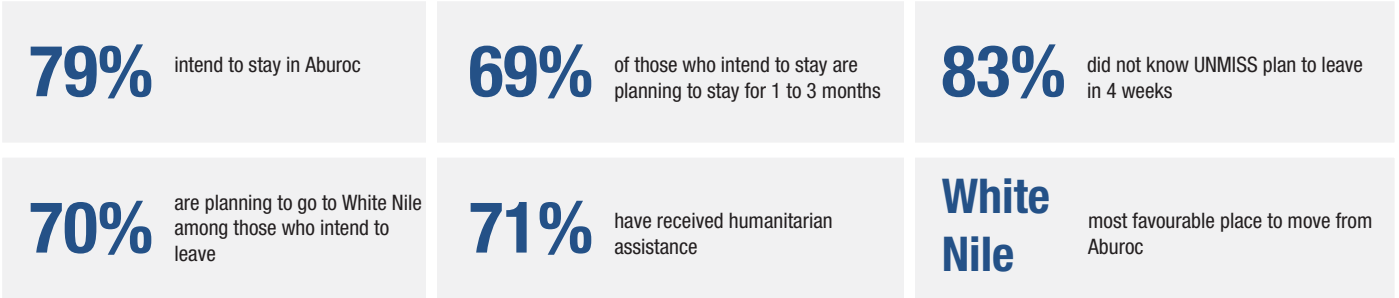 79%
intend to stay in Aburoc
69%
of those who intend to stay are
planning to stay for 1 to 3 months
83%
did not know UNMISS plan to leave
in 4 weeks
70%
are planning to go to White Nile
among those who intend to
leave
71%
have received humanitarian
assistance
White
Nile
most favourable place to move from
Aburoc